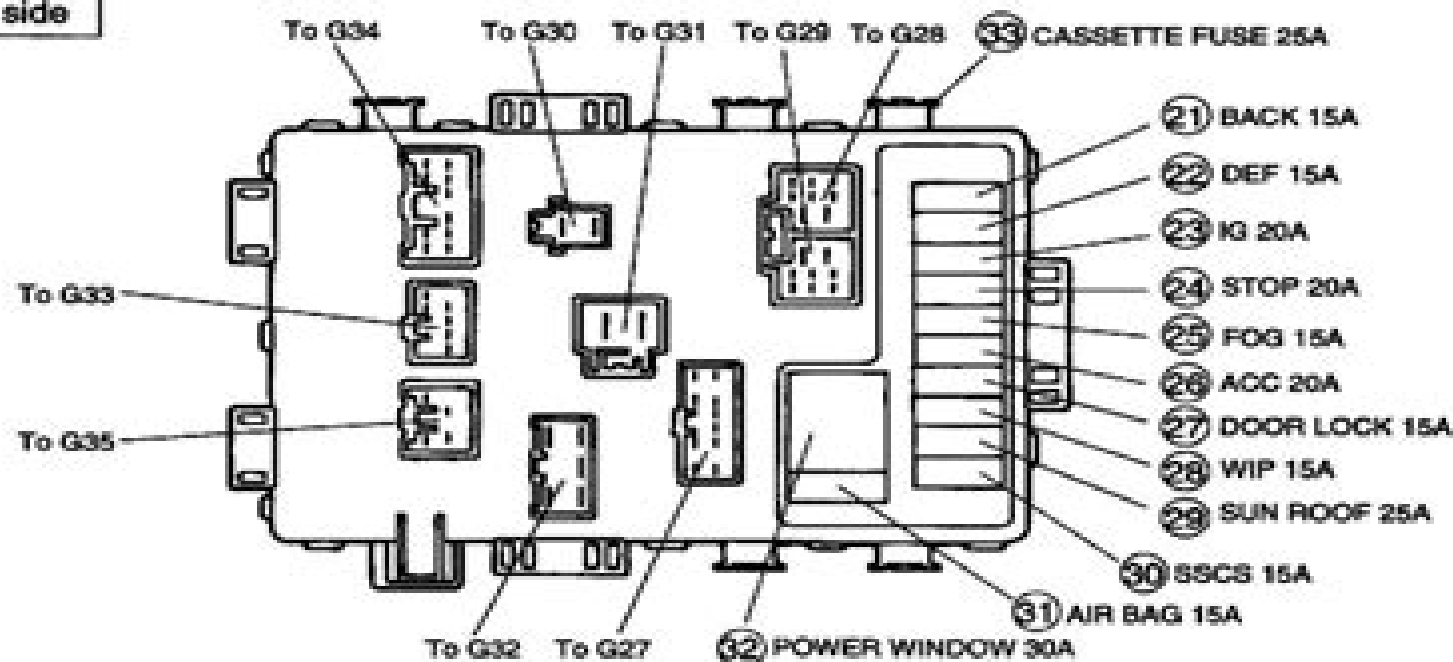 side
To G34
To G30
To G31
To G29
To G28
33 CASSETTE FUSE 25A
21 BACK 15A
22 DEF 15A
23 IG 20A
24 STOP 20A
To G33
25 FOG 15A
26 ACC 20A
27 DOOR LOCK 15A
To G35
28 WIP 15A
29 SUN ROOF 25A
30 SSCS 15A
31 AIR BAG 15A
To G32
To G27
32 POWER WINDOW 30A